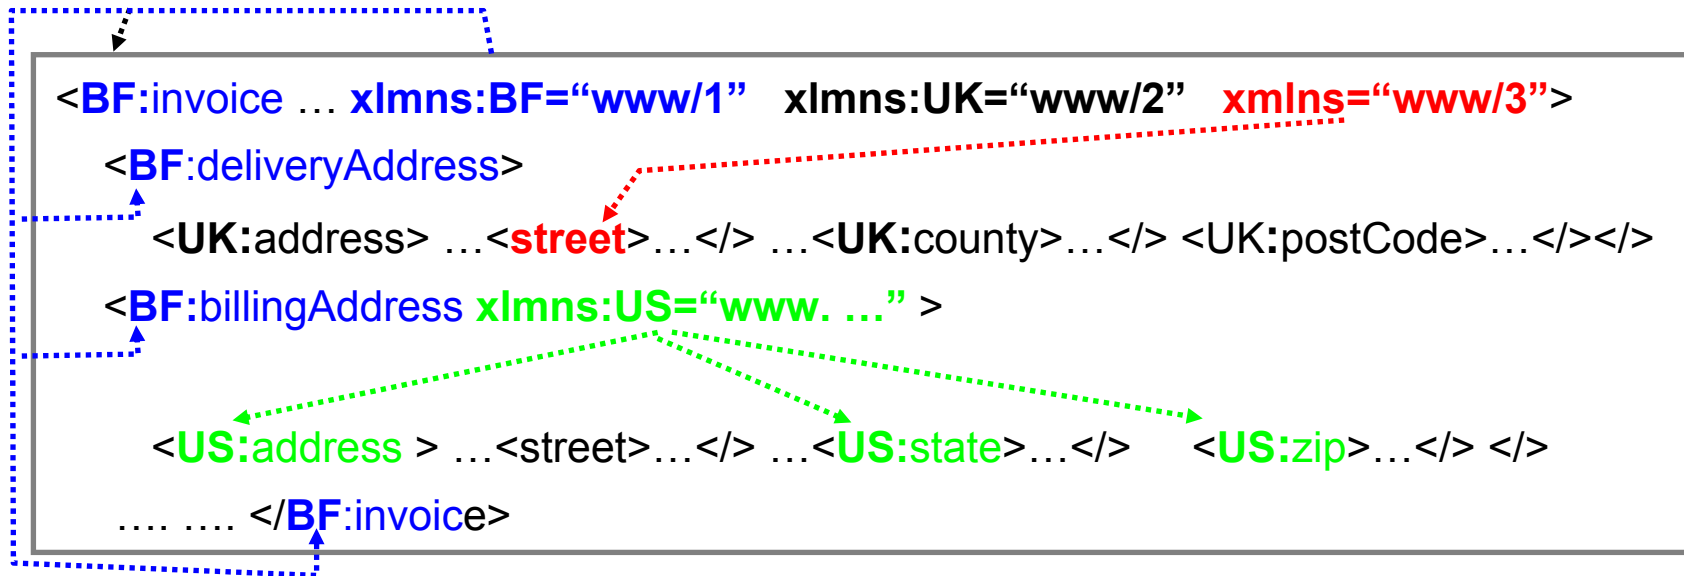 <BF:invoice … xlmns:BF=“www/1” xlmns:UK=“www/2” xmlns=“www/3”>
<BF:deliveryAddress>
<UK:address> …<street>…</> …<UK:county>…</> <UK:postCode>…</></>
<BF:billingAddress xlmns:US=“www. …” >
<US:address > …<street>…</> …<US:state>…</> <US:zip>…</> </>
…. …. </BF:invoice>